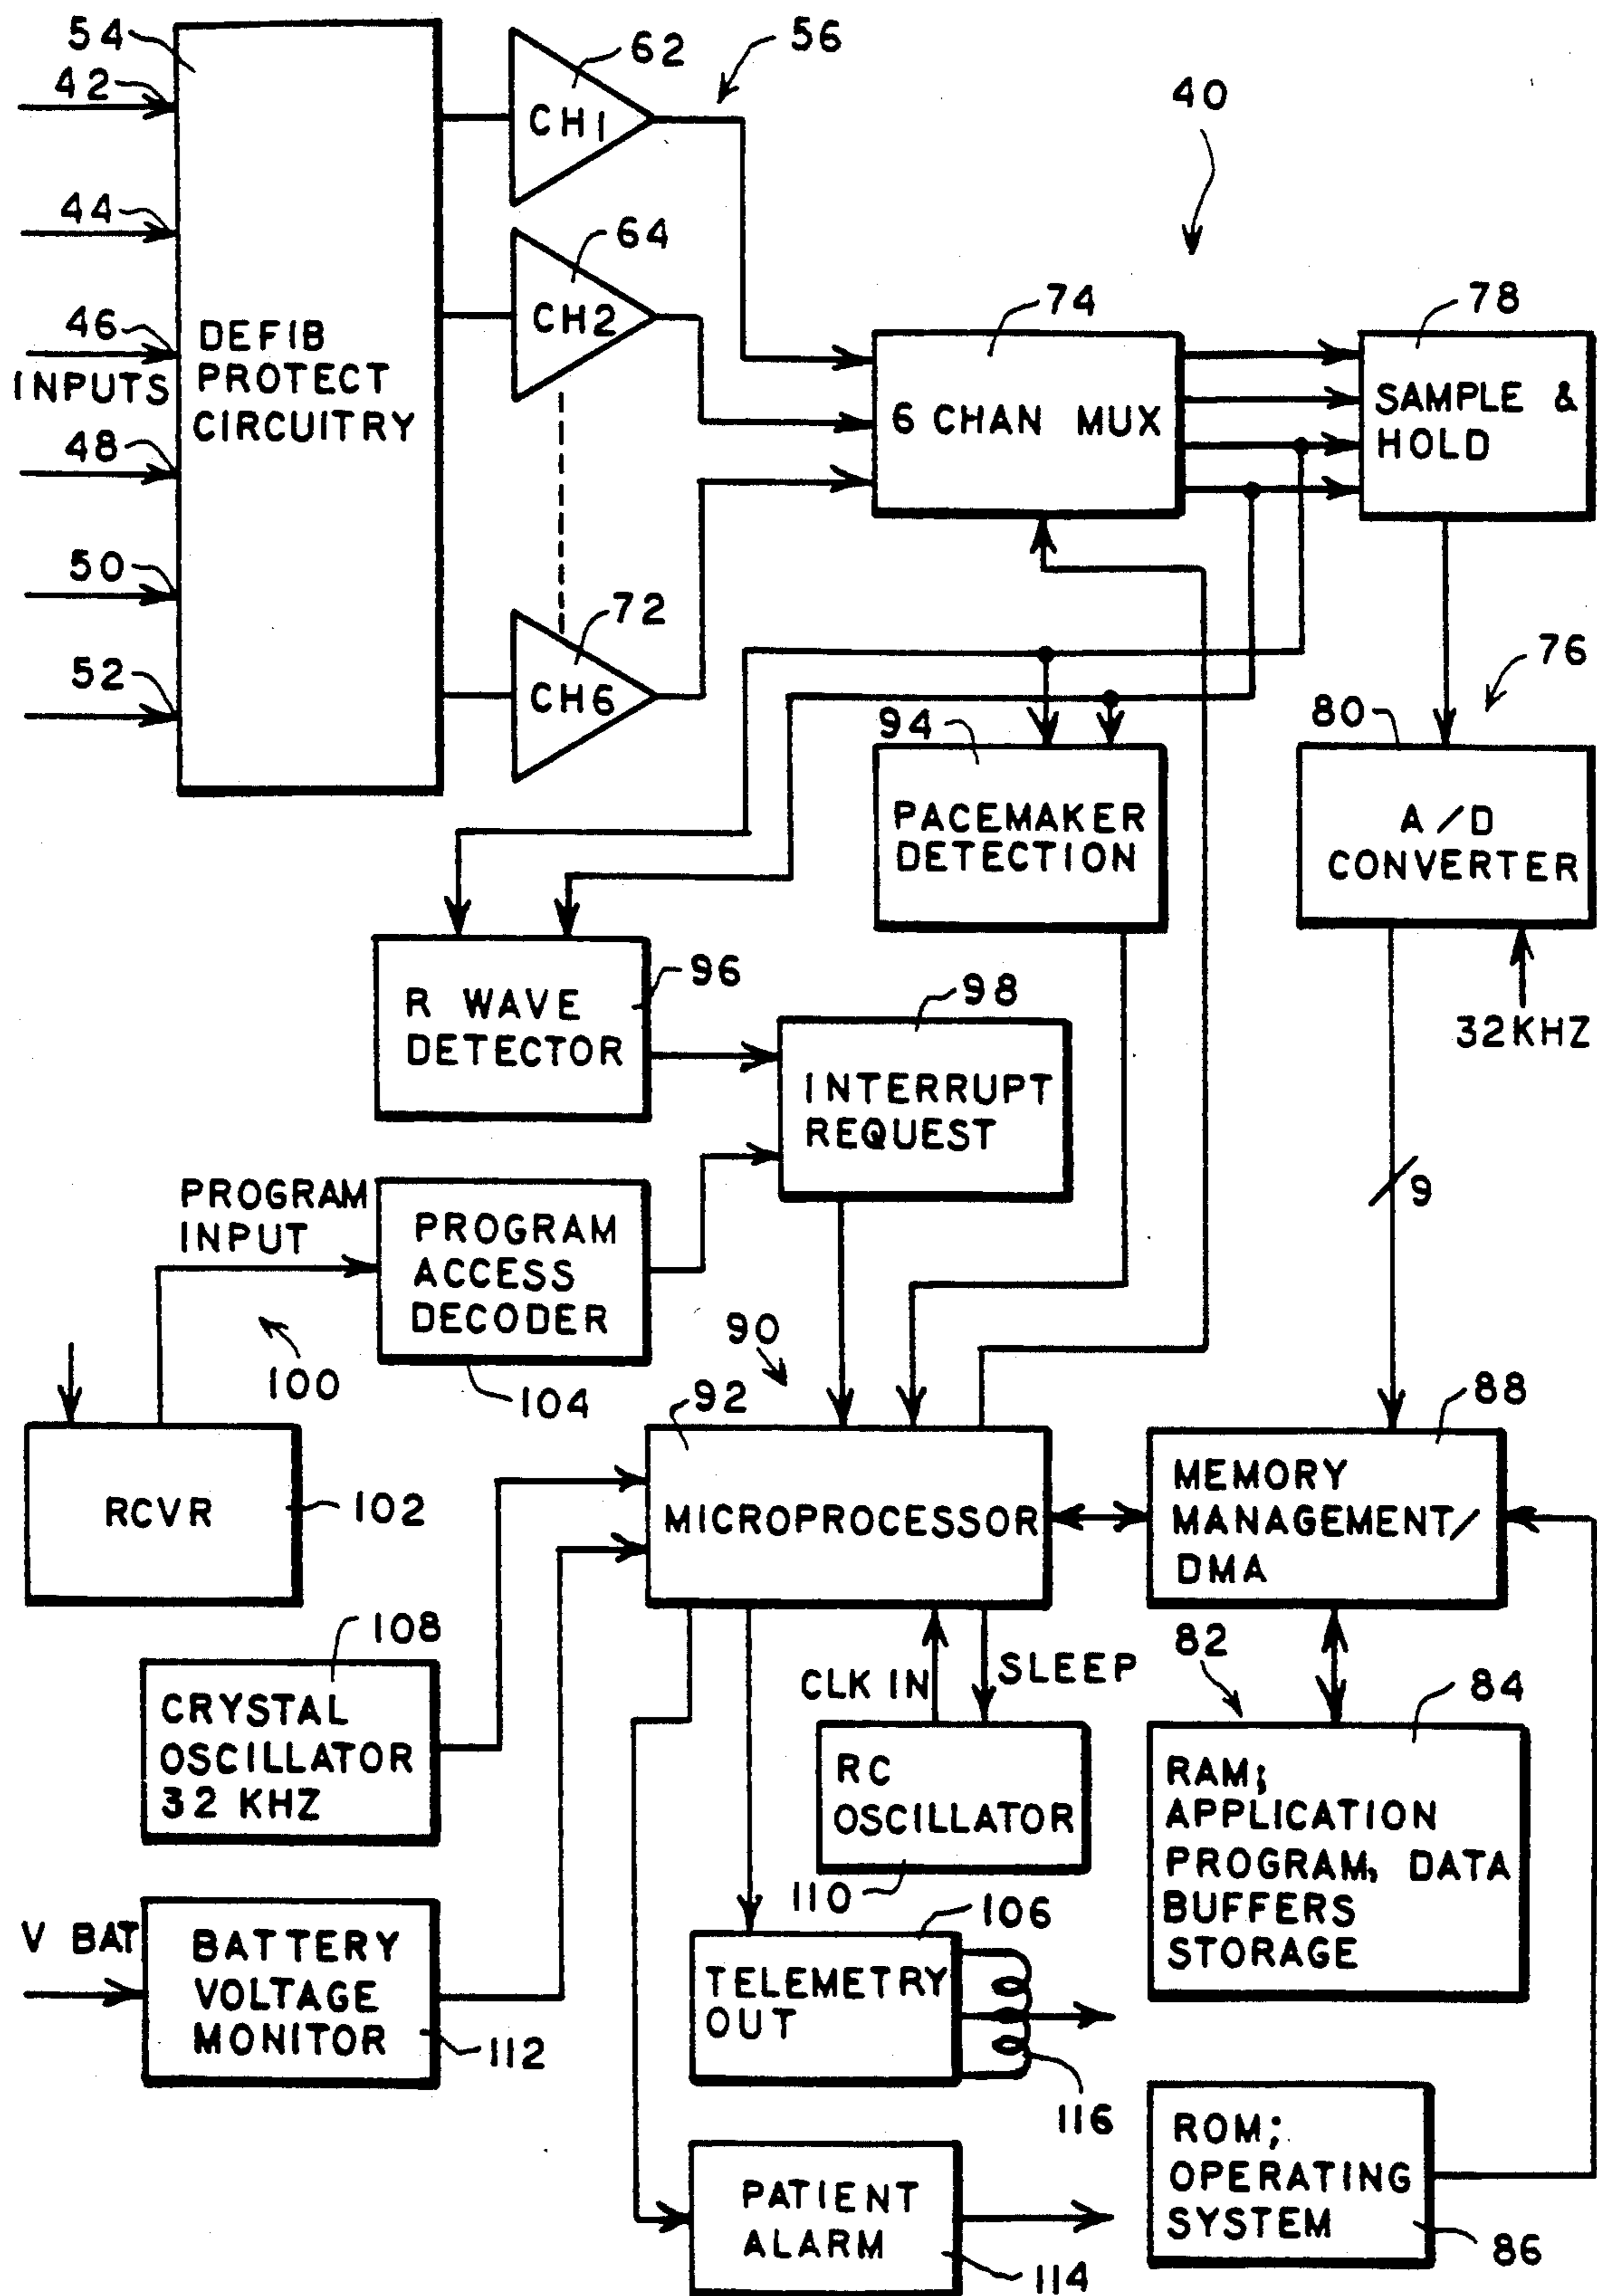 54
42
44
46
INPUTS
48
50
52
DEFIB
PROTECT
CIRCUITRY
62
CH1
56
64
CH2
72
CH6
40
74
6 CHAN MUX
78
SAMPLE &
HOLD
76
80
A/D
CONVERTER
32KHZ
9
94
PACEMAKER
DETECTION
96
R WAVE
DETECTOR
98
INTERRUPT
REQUEST
PROGRAM
INPUT
100
PROGRAM
ACCESS
DECODER
104
90
92
MICROPROCESSOR
88
MEMORY
MANAGEMENT/
DMA
RCVR
102
108
CRYSTAL
OSCILLATOR
32 KHZ
CLK IN
SLEEP
RC
OSCILLATOR
110
82
84
RAM;
APPLICATION
PROGRAM, DATA
BUFFERS
STORAGE
V BAT
BATTERY
VOLTAGE
MONITOR
112
106
TELEMETRY
OUT
116
PATIENT
ALARM
114
ROM;
OPERATING
SYSTEM
86